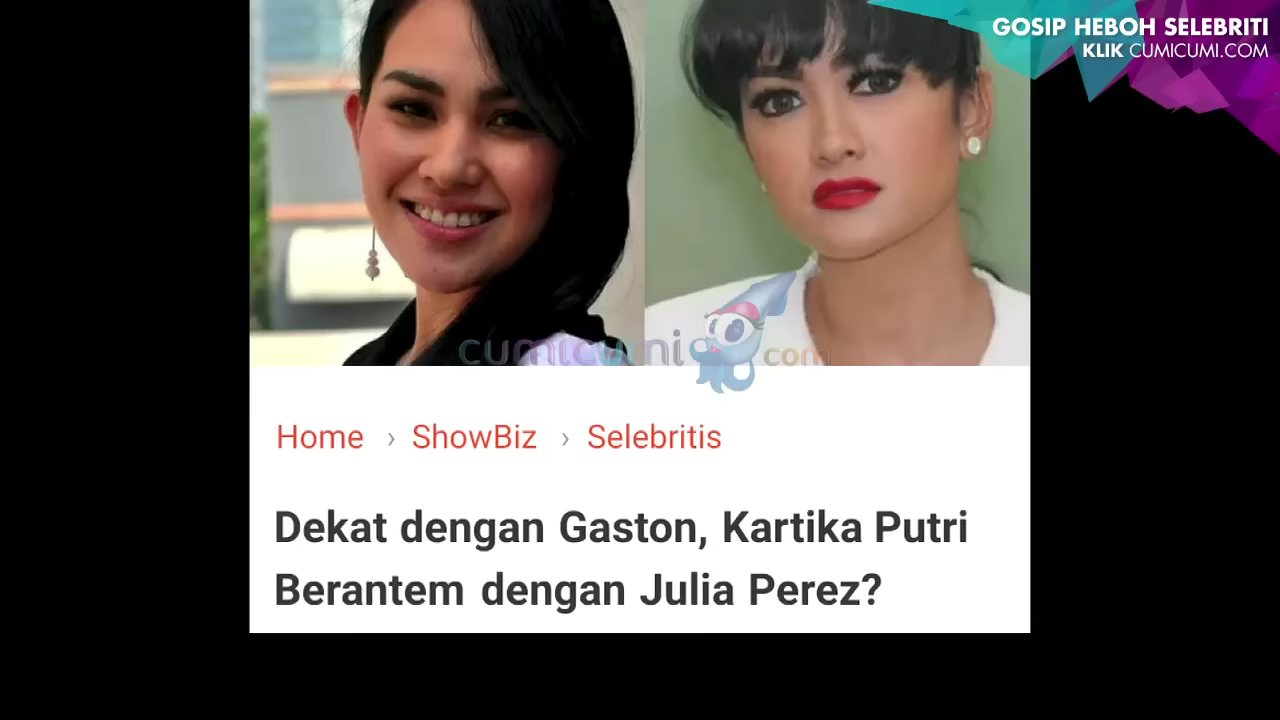 GOSIP HEBOH SELEBRITI
KLIK CUMICUMI.COM
cumicumi.com
Home › ShowBiz › Selebritis
Dekat dengan Gaston, Kartika Putri
Berantem dengan Julia Perez?